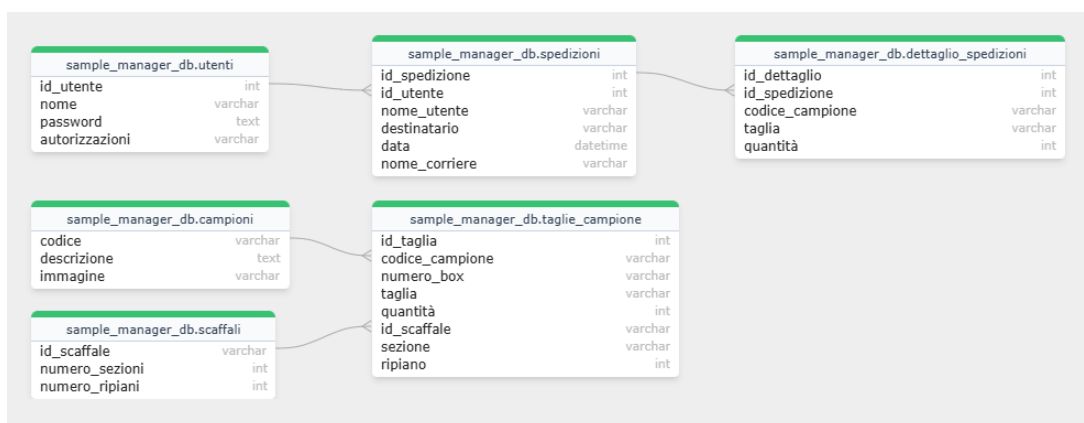 sample_manager_db.utenti
id_utente int
nome varchar
password text
autorizzazioni varchar
sample_manager_db.spedizioni
id_spedizione int
id_utente int
nome_utente varchar
destinatario varchar
data datetime
nome_corriere varchar
sample_manager_db.dettaglio_spedizioni
id_dettaglio int
id_spedizione int
codice_campione varchar
taglia varchar
quantità int
sample_manager_db.campioni
codice varchar
descrizione text
immagine varchar
sample_manager_db.taglie_campione
id_taglia int
codice_campione varchar
numero_box varchar
taglia varchar
quantità int
id_scaffale varchar
sezione varchar
ripiano int
sample_manager_db.scaffali
id_scaffale varchar
numero_sezioni int
numero_ripiani int